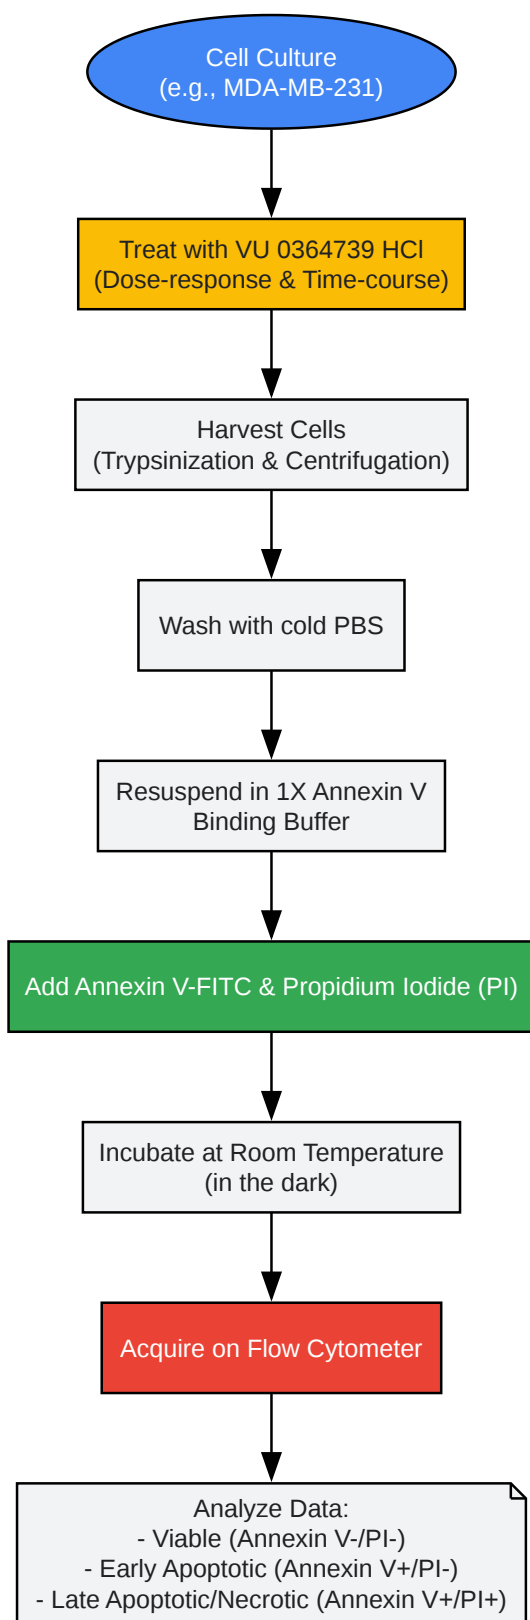 Cell Culture
(e.g., MDA-MB-231)
Treat with VU 0364739 HCl
(Dose-response & Time-course)
Harvest Cells
(Trypsinization & Centrifugation)
Wash with cold PBS
Resuspend in 1X Annexin V
Binding Buffer
Add Annexin V-FITC & Propidium Iodide (PI)
Incubate at Room Temperature
(in the dark)
Acquire on Flow Cytometer
Analyze Data:
- Viable (Annexin V-/PI-)
- Early Apoptotic (Annexin V+/PI-)
- Late Apoptotic/Necrotic (Annexin V+/PI+)